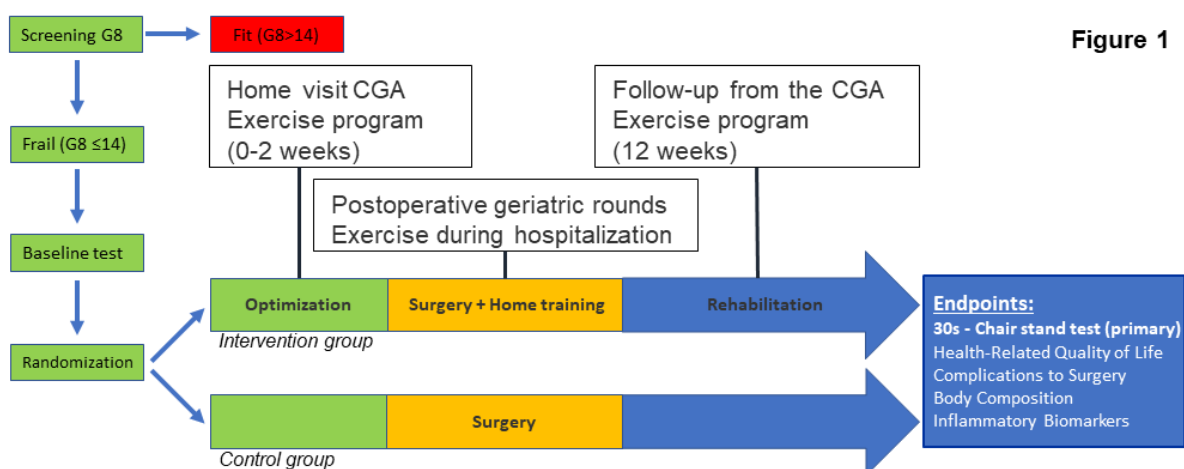 Figure 1
Screening G8
Fit (G8>14)
Frail (G8 ≤14)
Baseline test
Randomization
Home visit CGA
Exercise program
(0-2 weeks)
Follow-up from the CGA
Exercise program
(12 weeks)
Postoperative geriatric rounds
Exercise during hospitalization
Optimization
Surgery + Home training
Rehabilitation
Intervention group
Surgery
Control group
Endpoints:
30s - Chair stand test (primary)
Health-Related Quality of Life
Complications to Surgery
Body Composition
Inflammatory Biomarkers